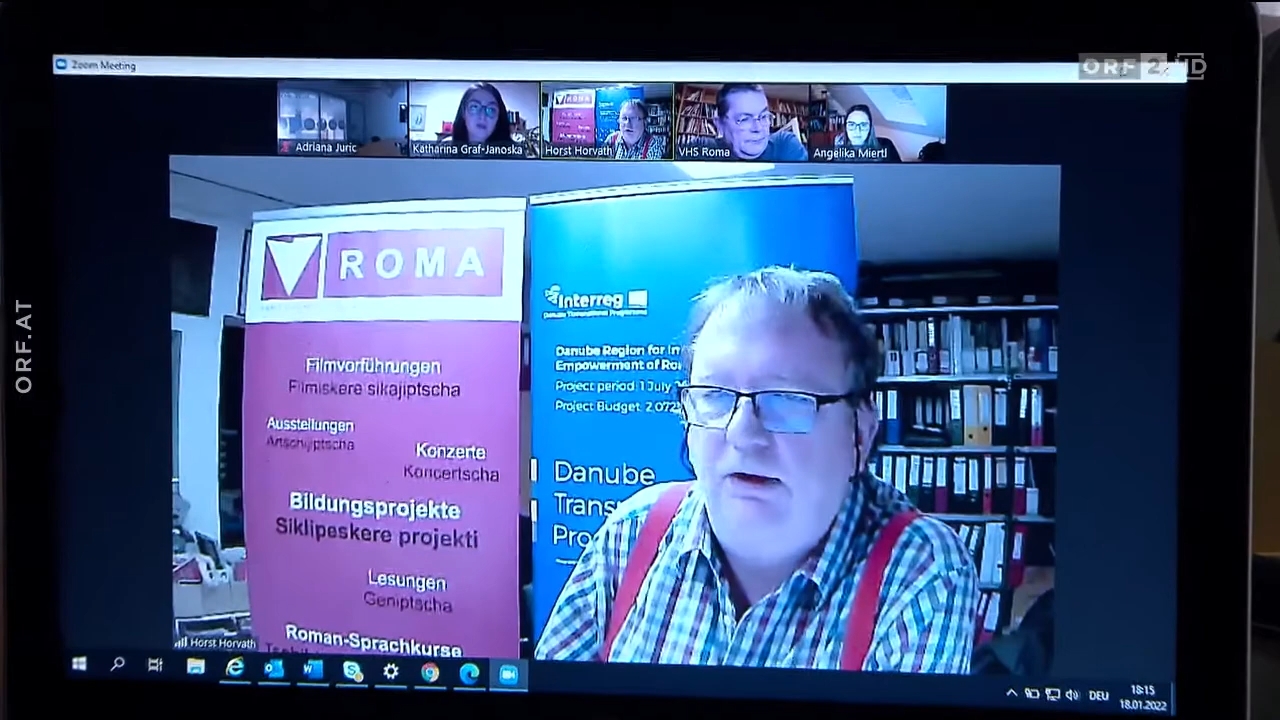 Zoom Meeting
ORF 2 HD
Adriana Juric
Katharina Graf-Janoska
Horst Horvath
VHS Roma
Angelika Miertl
ORF.AT
ROMA
Filmvorführungen
Filmiskere sikajiptscha
Ausstellungen
Artschijiptscha
Konzerte
Koncertscha
Bildungsprojekte
Siklipeskere projekti
Lesungen
Geniptscha
Roman-Sprachkurse
Interreg
Danube Transnational Programme
Danube Region for
Empowerment of
Project period: 1 July
Project Budget: 2.072
Danube
Trans
Pro
Horst Horvath
DEU
18:15
18.01.2022